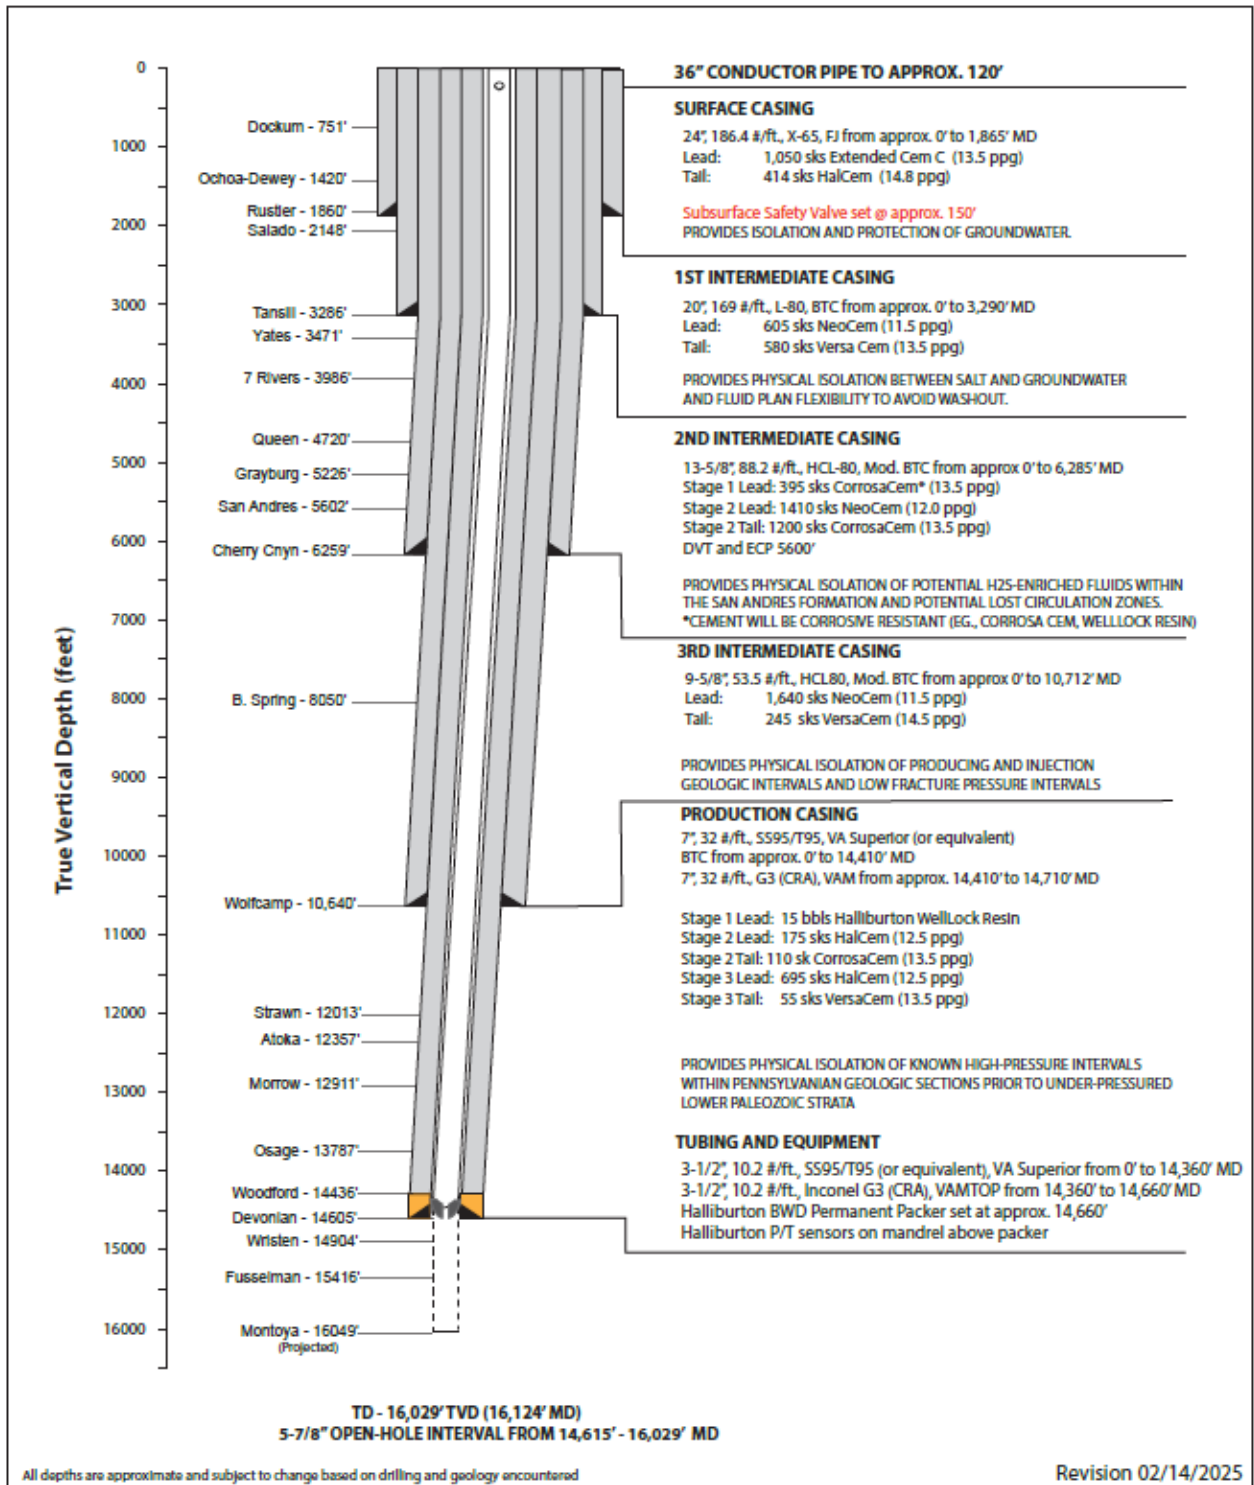 0
1000
2000
3000
4000
5000
6000
7000
8000
9000
10000
11000
12000
13000
14000
15000
16000
True Vertical Depth (feet)
Dockum - 751'
Ochoa-Dewey - 1420'
Rustler - 1860'
Salado - 2148'
Tansill - 3286'
Yates - 3471'
7 Rivers - 3986'
Queen - 4720'
Grayburg - 5226'
San Andres - 5602'
Cherry Cnyn - 6259'
B. Spring - 8050'
Wolfcamp - 10,640'
Strawn - 12013'
Atoka - 12357'
Morrow - 12911'
Osage - 13787'
Woodford - 14436'
Devonian - 14605'
Wristen - 14904'
Fusselman - 15416'
Montoya - 16049'
(Projected)
36" CONDUCTOR PIPE TO APPROX. 120'
SURFACE CASING
24", 186.4 #/ft., X-65, FJ from approx. 0' to 1,865' MD
Lead: 1,050 sks Extended Cem C (13.5 ppg)
Tail: 414 sks HalCem (14.8 ppg)
Subsurface Safety Valve set @ approx. 150'
PROVIDES ISOLATION AND PROTECTION OF GROUNDWATER.
1ST INTERMEDIATE CASING
20", 169 #/ft., L-80, BTC from approx. 0' to 3,290' MD
Lead: 605 sks NeoCem (11.5 ppg)
Tail: 580 sks Versa Cem (13.5 ppg)
PROVIDES PHYSICAL ISOLATION BETWEEN SALT AND GROUNDWATER
AND FLUID PLAN FLEXIBILITY TO AVOID WASHOUT.
2ND INTERMEDIATE CASING
13-5/8", 88.2 #/ft., HCL-80, Mod. BTC from approx 0' to 6,285' MD
Stage 1 Lead: 395 sks CorrosaCem* (13.5 ppg)
Stage 2 Lead: 1410 sks NeoCem (12.0 ppg)
Stage 2 Tail: 1200 sks CorrosaCem (13.5 ppg)
DVT and ECP 5600'
PROVIDES PHYSICAL ISOLATION OF POTENTIAL H2S-ENRICHED FLUIDS WITHIN
THE SAN ANDRES FORMATION AND POTENTIAL LOST CIRCULATION ZONES.
*CEMENT WILL BE CORROSIVE RESISTANT (EG., CORROSA CEM, WELLLOCK RESIN)
3RD INTERMEDIATE CASING
9-5/8", 53.5 #/ft., HCL80, Mod. BTC from approx 0' to 10,712' MD
Lead: 1,640 sks NeoCem (11.5 ppg)
Tail: 245 sks VersaCem (14.5 ppg)
PROVIDES PHYSICAL ISOLATION OF PRODUCING AND INJECTION
GEOLOGIC INTERVALS AND LOW FRACTURE PRESSURE INTERVALS
PRODUCTION CASING
7", 32 #/ft., SS95/T95, VA Superior (or equivalent)
BTC from approx. 0' to 14,410' MD
7", 32 #/ft., G3 (CRA), VAM from approx. 14,410' to 14,710' MD
Stage 1 Lead: 15 bbls Halliburton WellLock Resin
Stage 2 Lead: 175 sks HalCem (12.5 ppg)
Stage 2 Tail: 110 sk CorrosaCem (13.5 ppg)
Stage 3 Lead: 695 sks HalCem (12.5 ppg)
Stage 3 Tail: 55 sks VersaCem (13.5 ppg)
PROVIDES PHYSICAL ISOLATION OF KNOWN HIGH-PRESSURE INTERVALS
WITHIN PENNSYLVANIAN GEOLOGIC SECTIONS PRIOR TO UNDER-PRESSURED
LOWER PALEOZOIC STRATA
TUBING AND EQUIPMENT
3-1/2", 10.2 #/ft., SS95/T95 (or equivalent), VA Superior from 0' to 14,360' MD
3-1/2", 10.2 #/ft., Inconel G3 (CRA), VAMTOP from 14,360' to 14,660' MD
Halliburton BWD Permanent Packer set at approx. 14,660'
Halliburton P/T sensors on mandrel above packer
TD - 16,029' TVD (16,124' MD)
5-7/8" OPEN-HOLE INTERVAL FROM 14,615' - 16,029' MD
All depths are approximate and subject to change based on drilling and geology encountered
Revision 02/14/2025